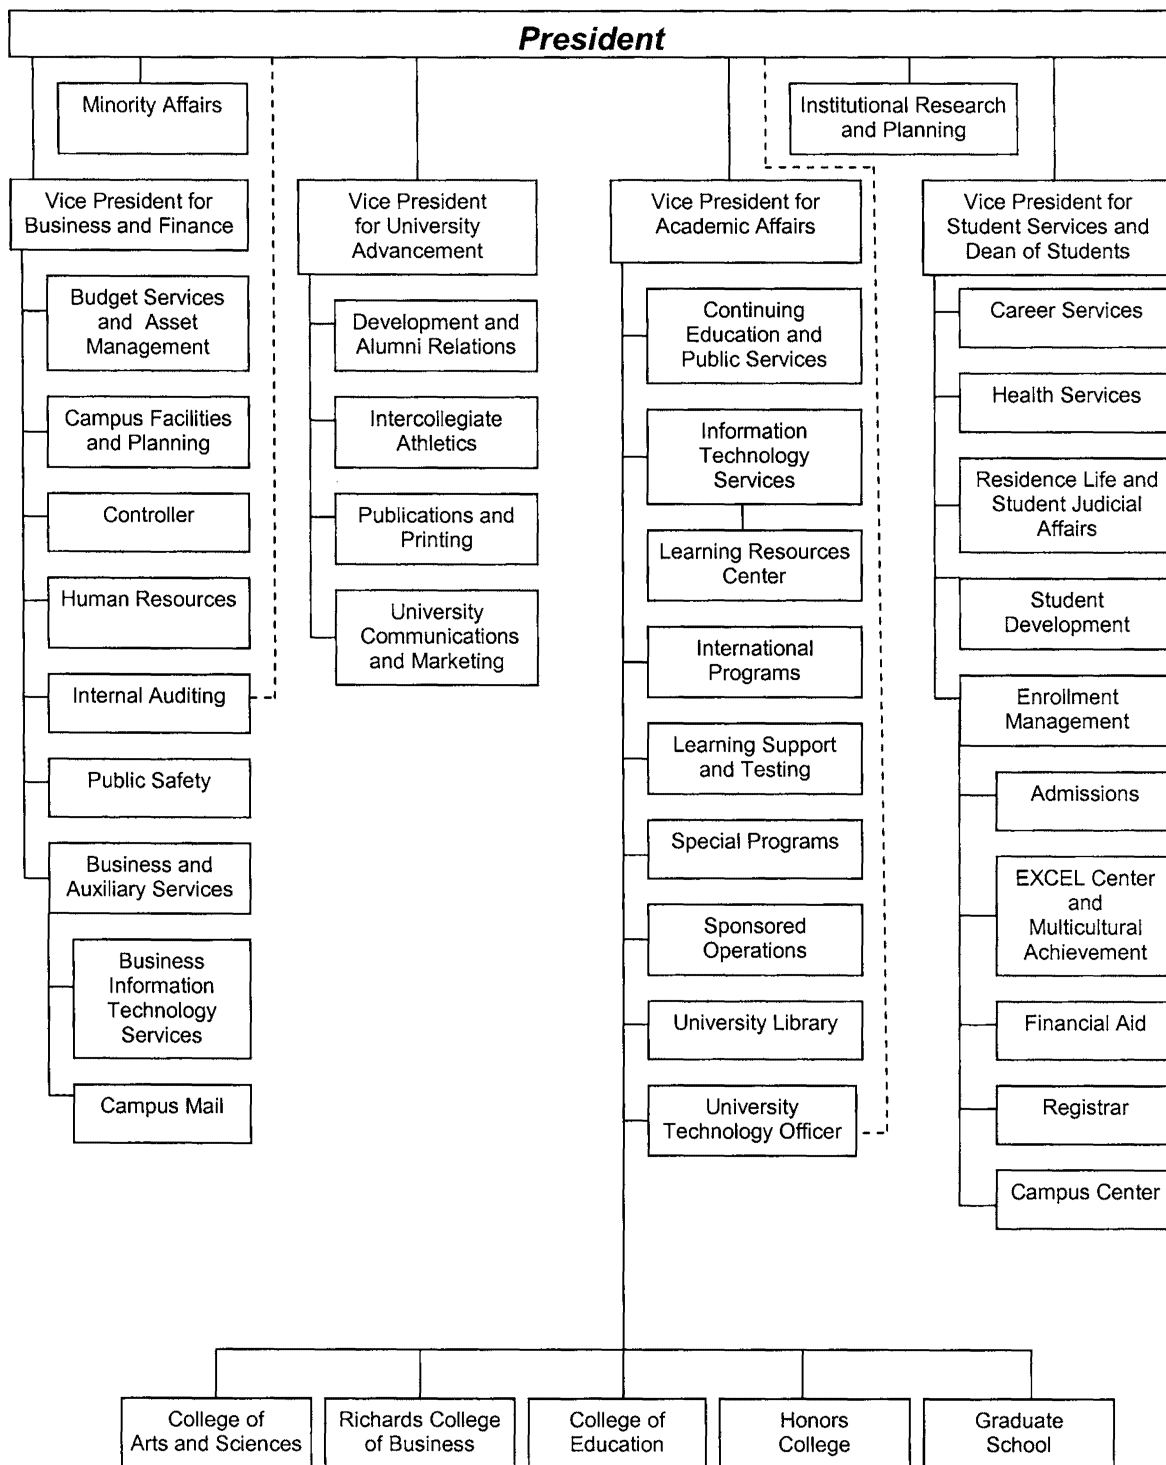 President
Minority Affairs
Institutional Research
and Planning
Vice President for
Business and Finance
Vice President
for University
Advancement
Vice President for
Academic Affairs
Vice President for
Student Services and
Dean of Students
Budget Services
and Asset
Management
Campus Facilities
and Planning
Controller
Human Resources
Internal Auditing
Public Safety
Business and
Auxiliary Services
Business
Information
Technology
Services
Campus Mail
Development and
Alumni Relations
Intercollegiate
Athletics
Publications and
Printing
University
Communications
and Marketing
Continuing
Education and
Public Services
Information
Technology
Services
Learning Resources
Center
International
Programs
Learning Support
and Testing
Special Programs
Sponsored
Operations
University Library
University
Technology Officer
Career Services
Health Services
Residence Life and
Student Judicial
Affairs
Student
Development
Enrollment
Management
Admissions
EXCEL Center
and
Multicultural
Achievement
Financial Aid
Registrar
Campus Center
College of
Arts and Sciences
Richards College
of Business
College of
Education
Honors
College
Graduate
School